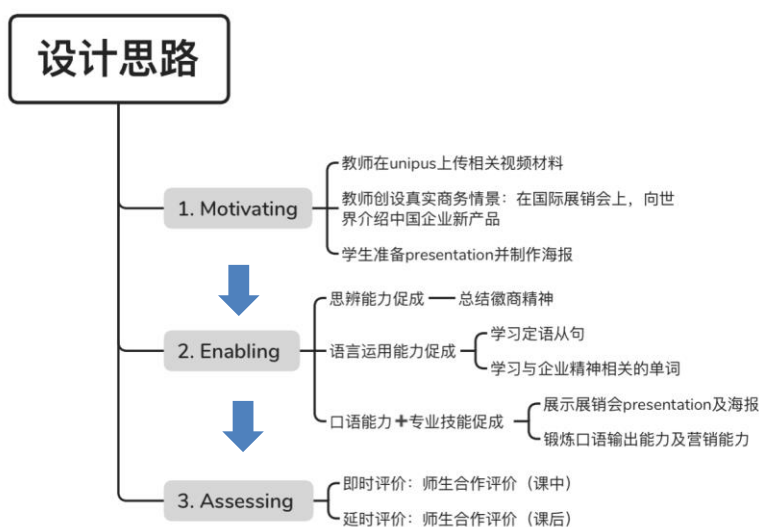 设计思路
1. Motivating
教师在unipus上传相关视频材料
教师创设真实商务情景：在国际展销会上，向世
界介绍中国企业新产品
学生准备presentation并制作海报
2. Enabling
思辨能力促成
总结徽商精神
语言运用能力促成
学习定语从句
学习与企业精神相关的单词
口语能力＋专业技能促成
展示展销会presentation及海报
锻炼口语输出能力及营销能力
3. Assessing
即时评价：师生合作评价（课中）
延时评价：师生合作评价（课后）